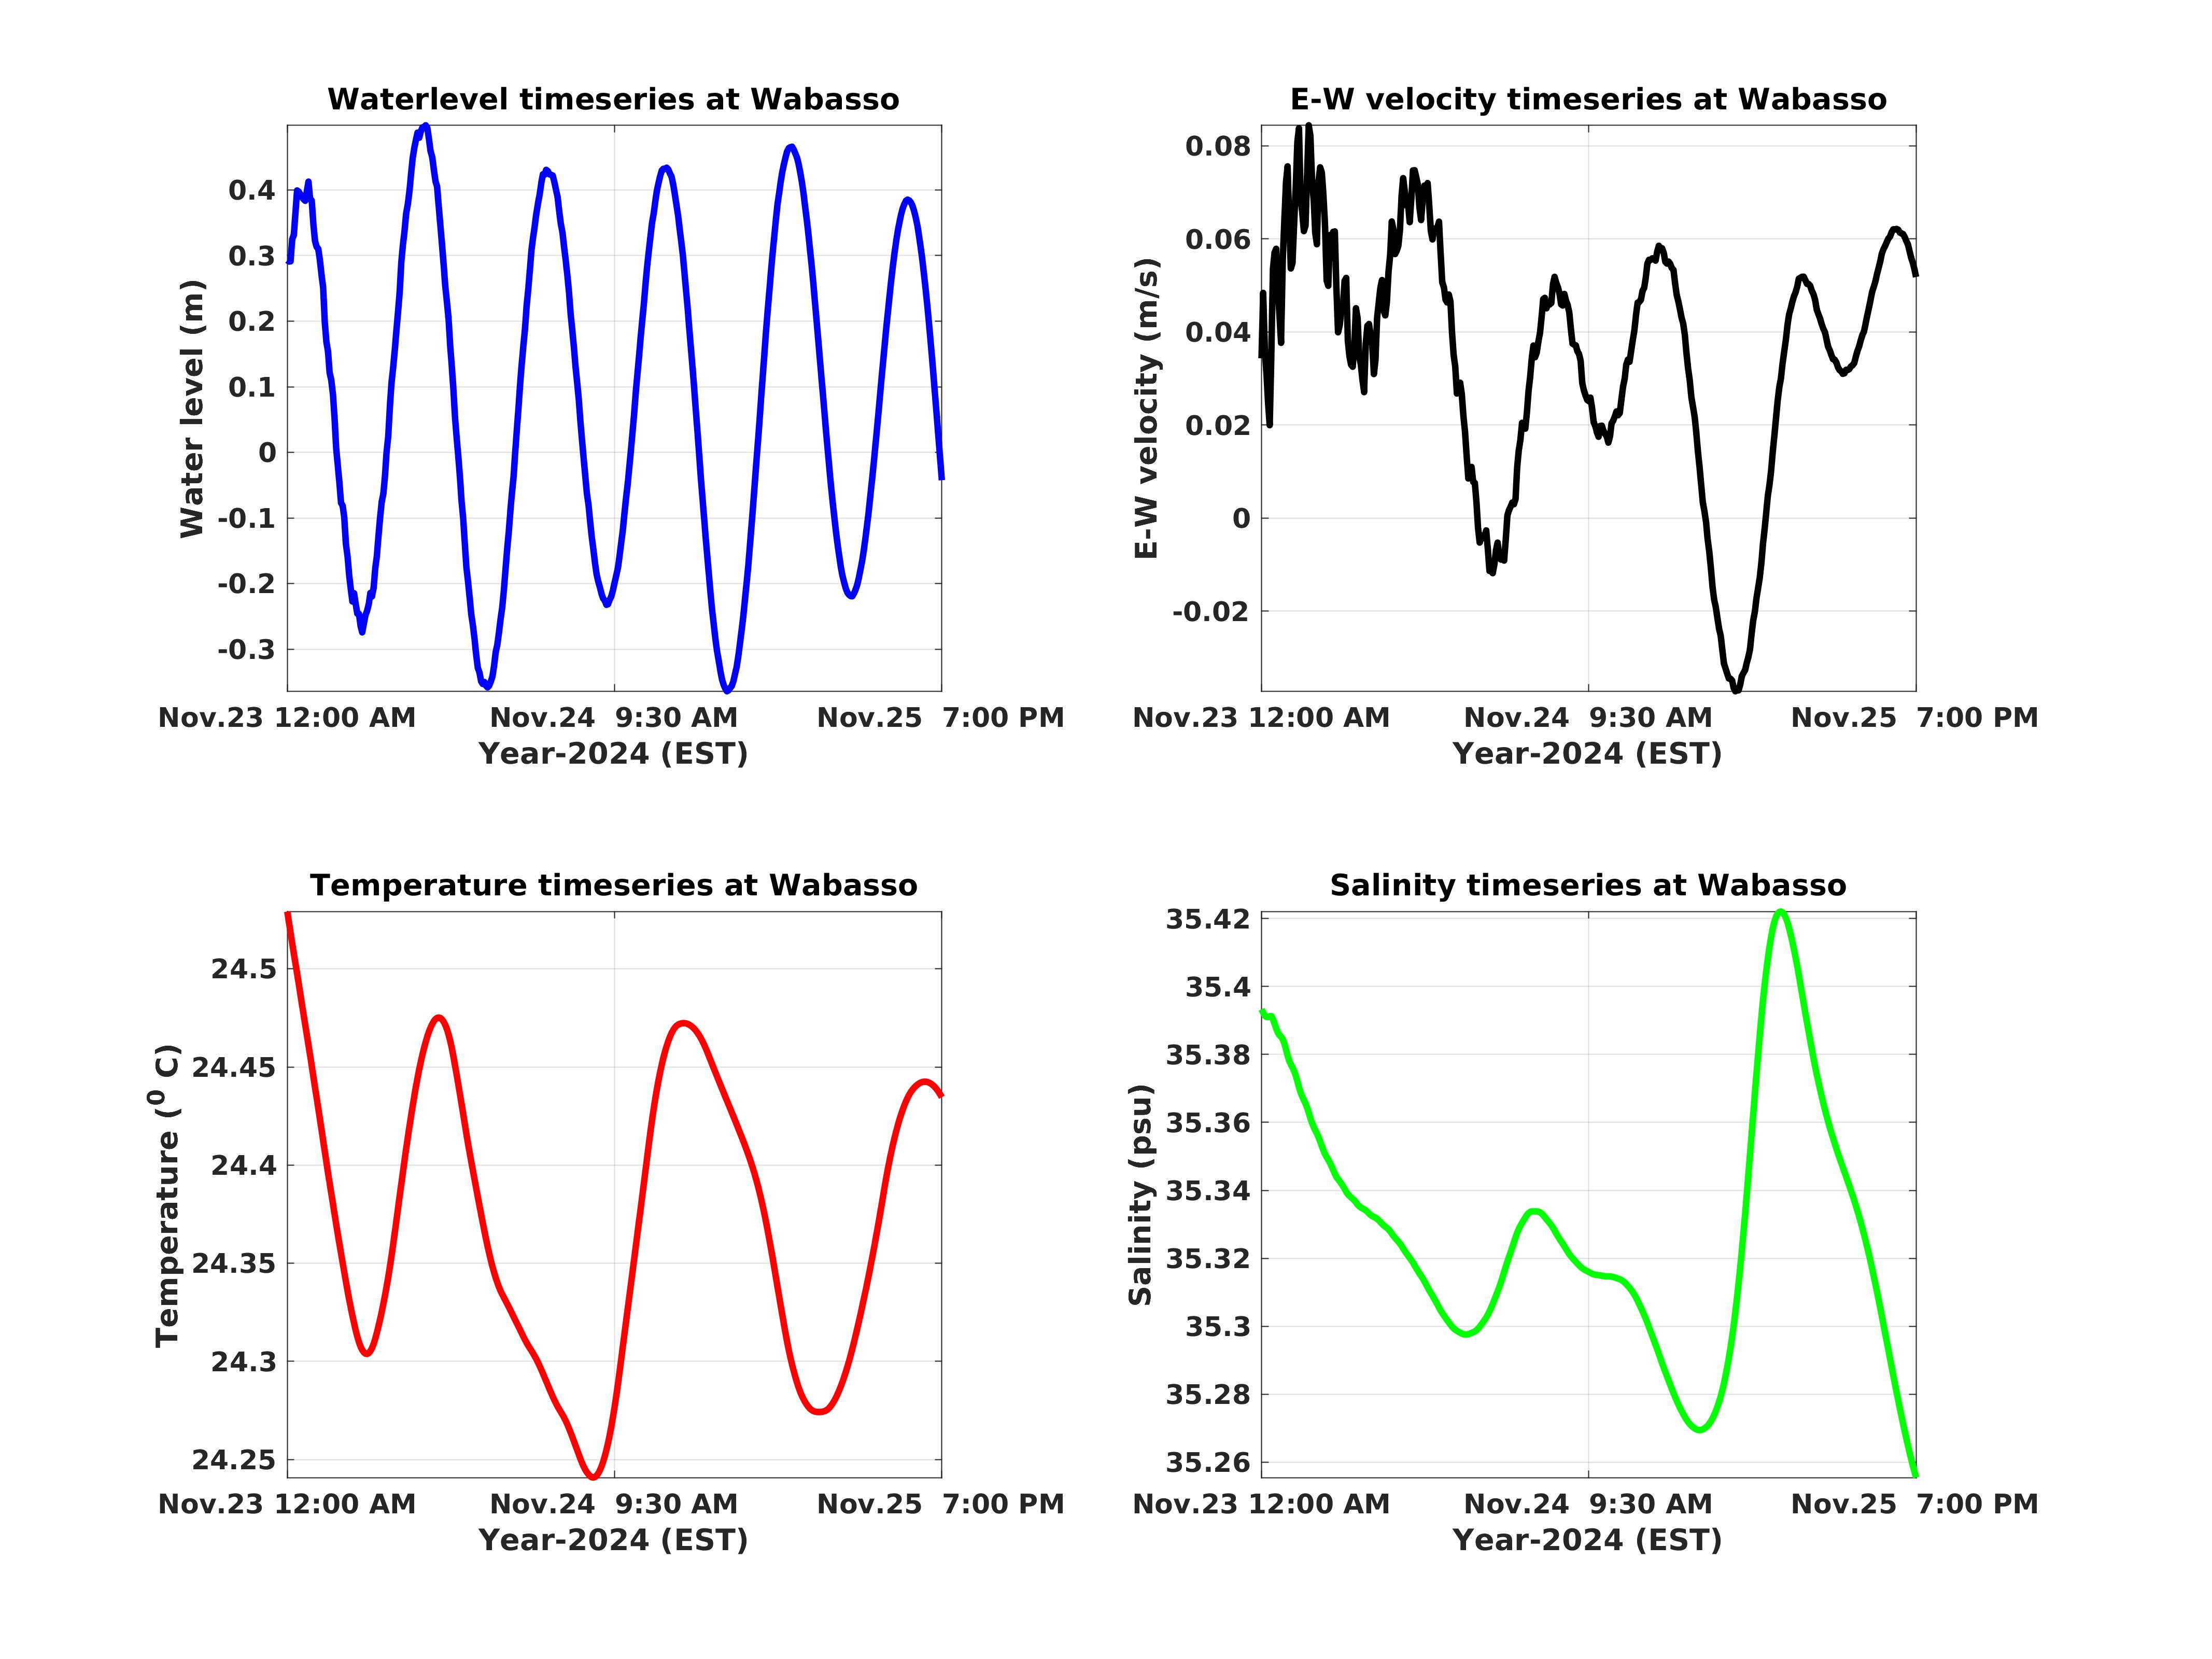 Waterlevel timeseries at Wabasso
0.4
0.3
0.2
0.1
0
-0.1
-0.2
-0.3
Water level (m)
Nov.23 12:00 AM Nov.24 9:30 AM Nov.25 7:00 PM
Year-2024 (EST)
E-W velocity timeseries at Wabasso
0.08
0.06
0.04
0.02
0
-0.02
E-W velocity (m/s)
Nov.23 12:00 AM Nov.24 9:30 AM Nov.25 7:00 PM
Year-2024 (EST)
Temperature timeseries at Wabasso
24.5
24.45
24.4
24.35
24.3
24.25
Temperature (⁰ C)
Nov.23 12:00 AM Nov.24 9:30 AM Nov.25 7:00 PM
Year-2024 (EST)
Salinity timeseries at Wabasso
35.42
35.4
35.38
35.36
35.34
35.32
35.3
35.28
35.26
Salinity (psu)
Nov.23 12:00 AM Nov.24 9:30 AM Nov.25 7:00 PM
Year-2024 (EST)